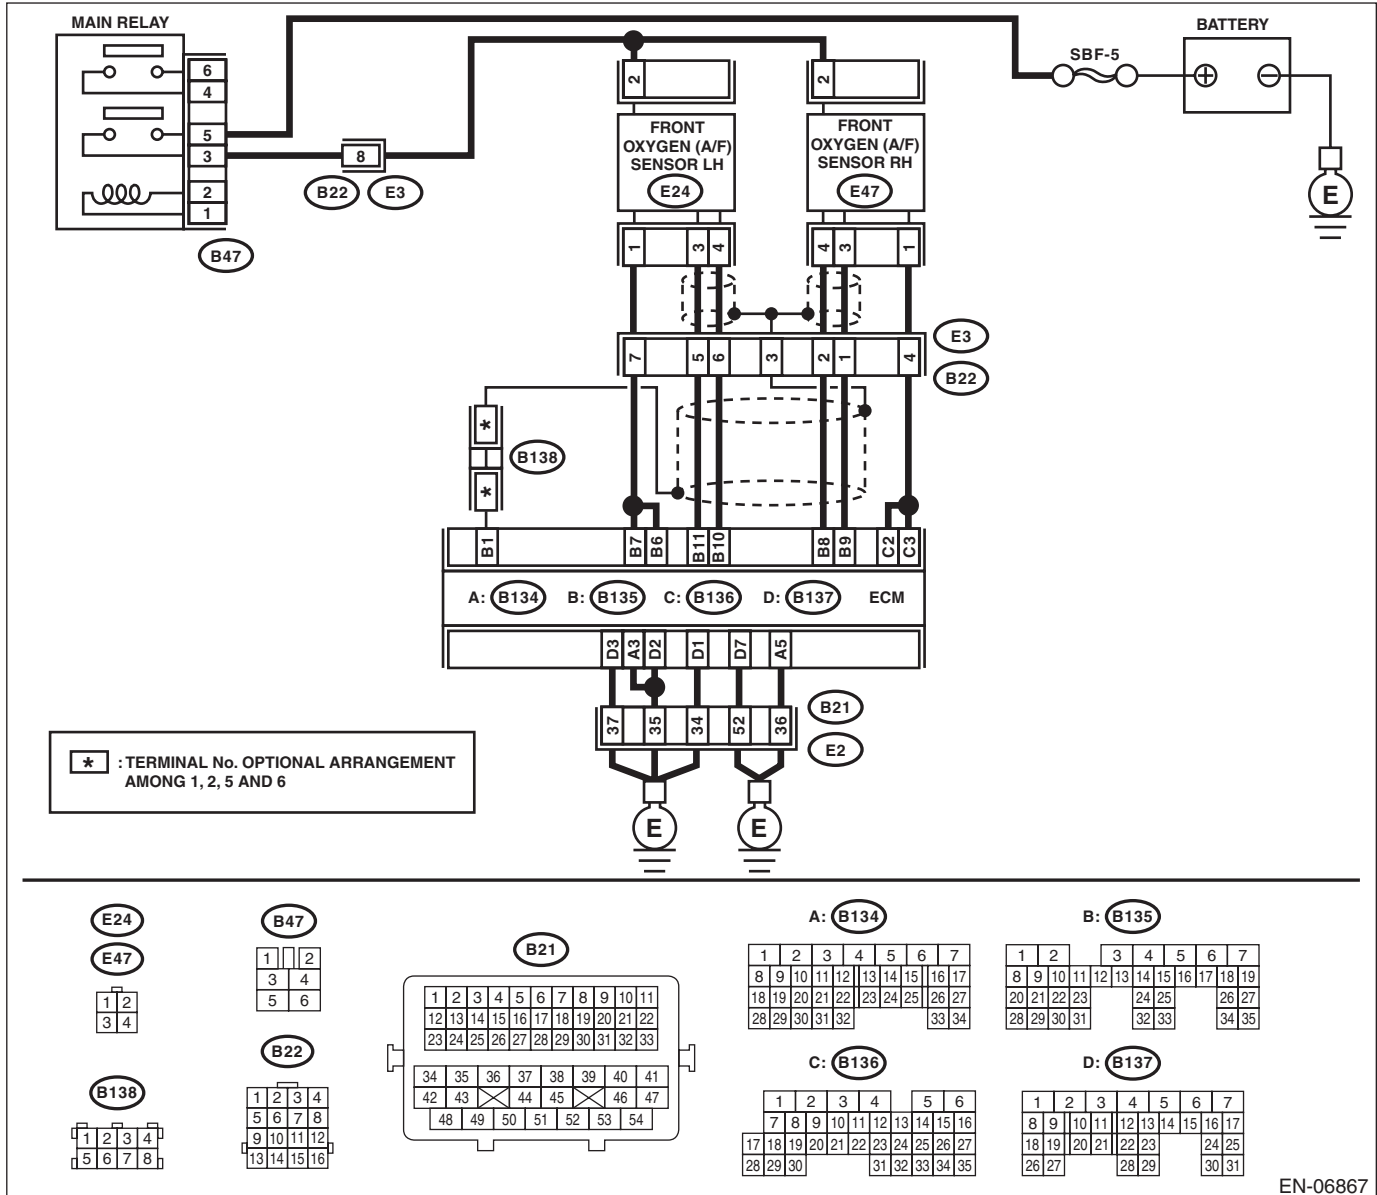 MAIN RELAY
BATTERY
SBF-5
6
4
5
3
2
1
B47
8
B22 E3
2
2
FRONT
OXYGEN (A/F)
SENSOR LH
E24
FRONT
OXYGEN (A/F)
SENSOR RH
E47
+ −
E
1 3 4
4 3 1
E3
7 5 6 3 2 1 4
B22
*
B138
*
B1 B7 B6 B11 B10 B8 B9 C2 C3
A: B134 B: B135 C: B136 D: B137 ECM
D3 A3 D2 D1 D7 A5
B21
37 35 34 52 36
E2
* : TERMINAL No. OPTIONAL ARRANGEMENT
AMONG 1, 2, 5 AND 6
E E
E24
E47
1 2
3 4
B138
1 2 3 4
5 6 7 8
B47
1 2
3 4
5 6
B22
1 2 3 4
5 6 7 8
9 10 11 12
13 14 15 16
B21
1 2 3 4 5 6 7 8 9 10 11
12 13 14 15 16 17 18 19 20 21 22
23 24 25 26 27 28 29 30 31 32 33
34 35 36 37 38 39 40 41
42 43 44 45 46 47
48 49 50 51 52 53 54
A: B134
1 2 3 4 5 6 7
8 9 10 11 12 13 14 15 16 17
18 19 20 21 22 23 24 25 26 27
28 29 30 31 32 33 34
B: B135
1 2 3 4 5 6 7
8 9 10 11 12 13 14 15 16 17 18 19
20 21 22 23 24 25 26 27
28 29 30 31 32 33 34 35
C: B136
1 2 3 4 5 6
7 8 9 10 11 12 13 14 15 16
17 18 19 20 21 22 23 24 25 26 27
28 29 30 31 32 33 34 35
D: B137
1 2 3 4 5 6 7
8 9 10 11 12 13 14 15 16 17
18 19 20 21 22 23 24 25
26 27 28 29 30 31
EN-06867